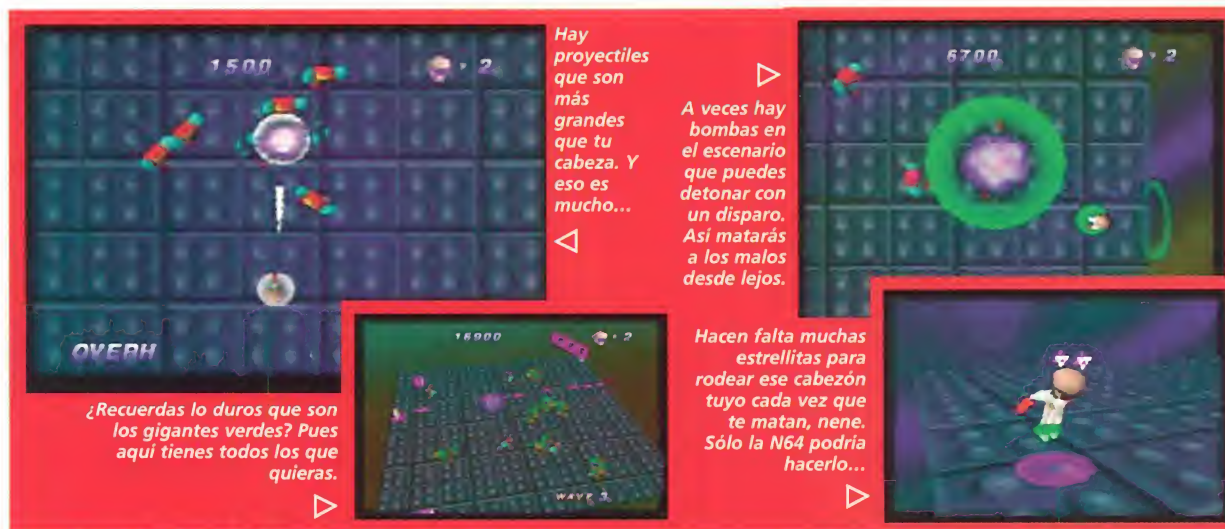 1500
2
OVERH
Hay
proyectiles
que son
más
grandes
que tu
cabeza. Y
eso es
mucho...
6700
2
A veces hay
bombas en
el escenario
que puedes
detonar con
un disparo.
Así matarás
a los malos
desde lejos.
¿Recuerdas lo duros que son
los gigantes verdes? Pues
aquí tienes todos los que
quieras.
16900
2
WAVE 3
Hacen falta muchas
estrellitas para
rodear ese cabezón
tuyo cada vez que
te matan, nene.
Sólo la N64 podría
hacerlo...